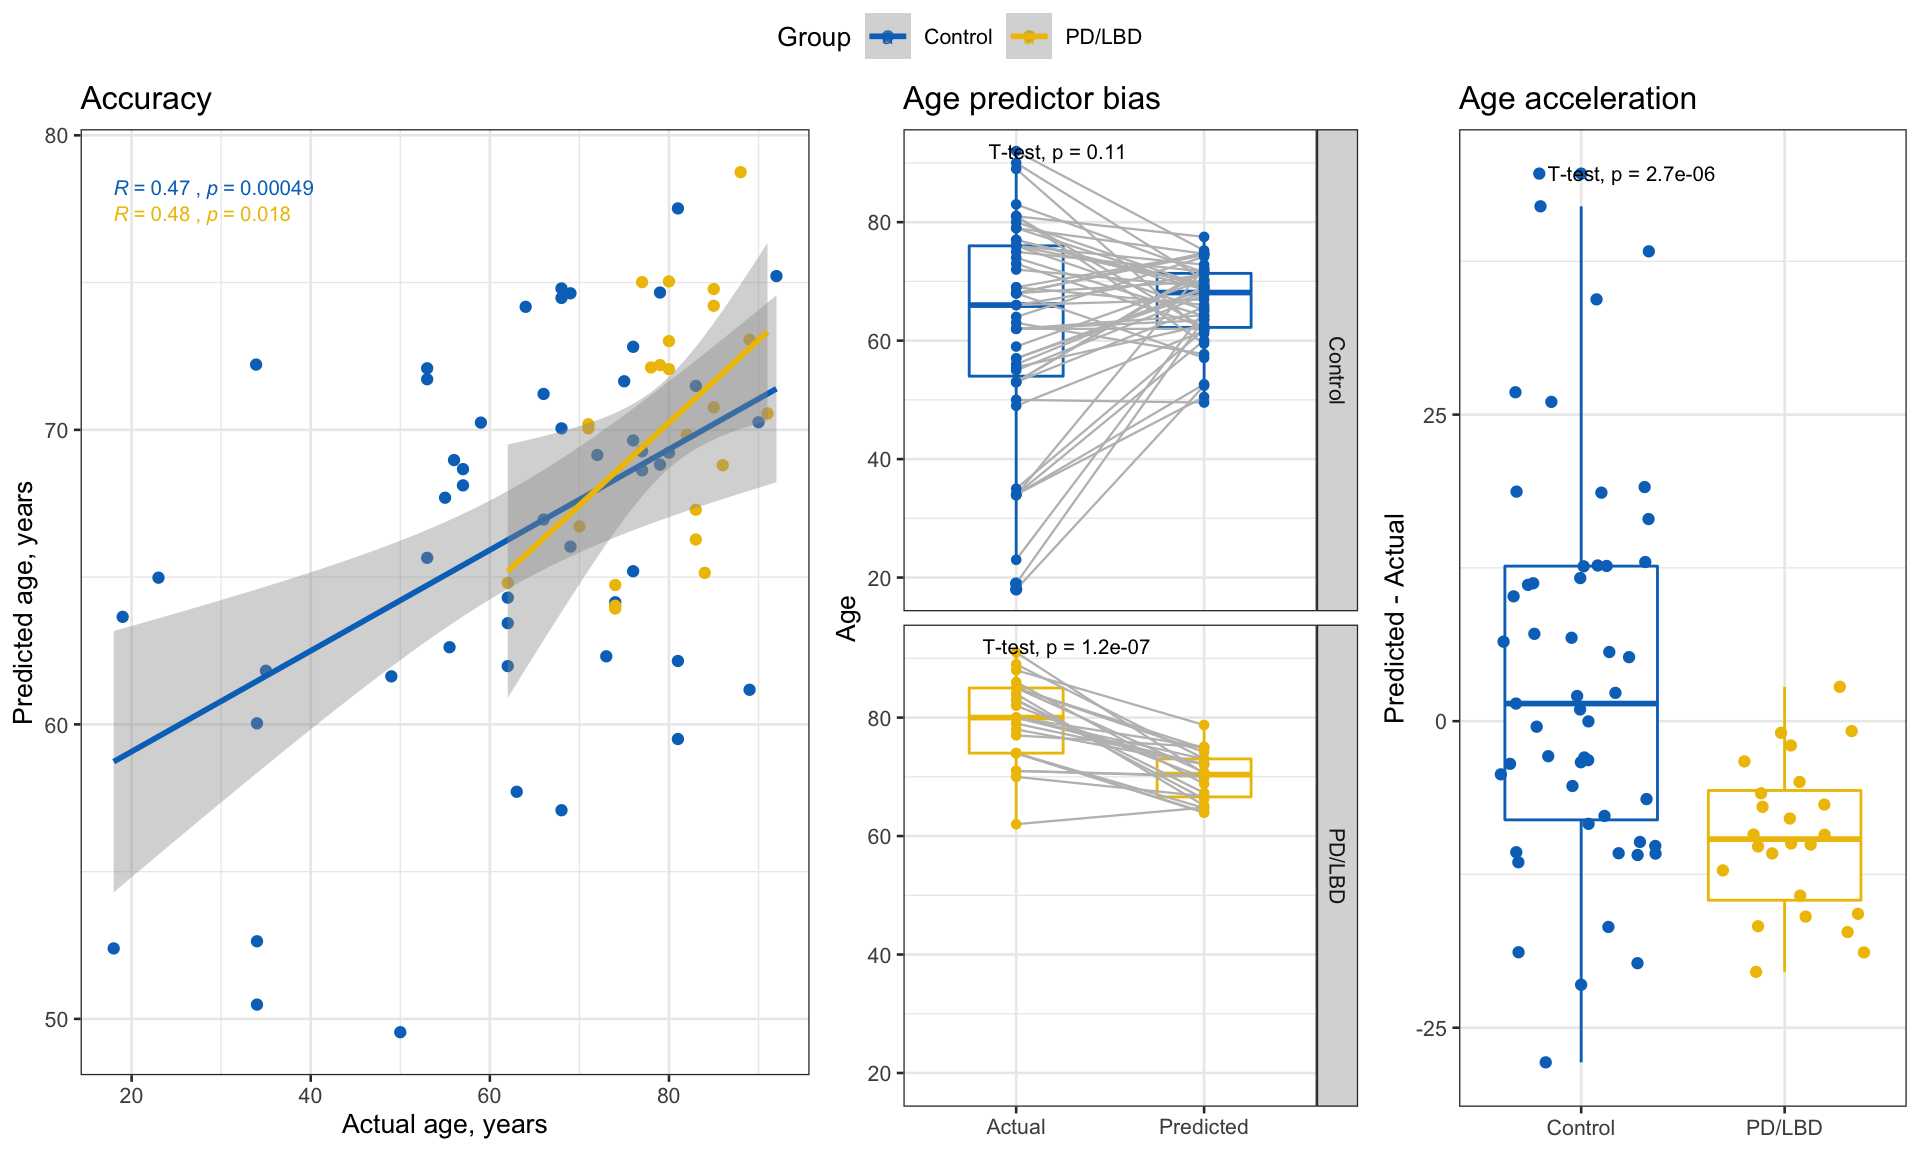 Group Control PD/LBD
Accuracy
80
70
60
50
R = 0.47 , p = 0.00049
R = 0.48 , p = 0.018
20 40 60 80
Actual age, years
Predicted age, years
Age predictor bias
T-test, p = 0.11
80
60
40
20
Control
T-test, p = 1.2e-07
80
60
40
20
PD/LBD
Age
Actual Predicted
Age acceleration
T-test, p = 2.7e-06
25
0
-25
Predicted - Actual
Control PD/LBD